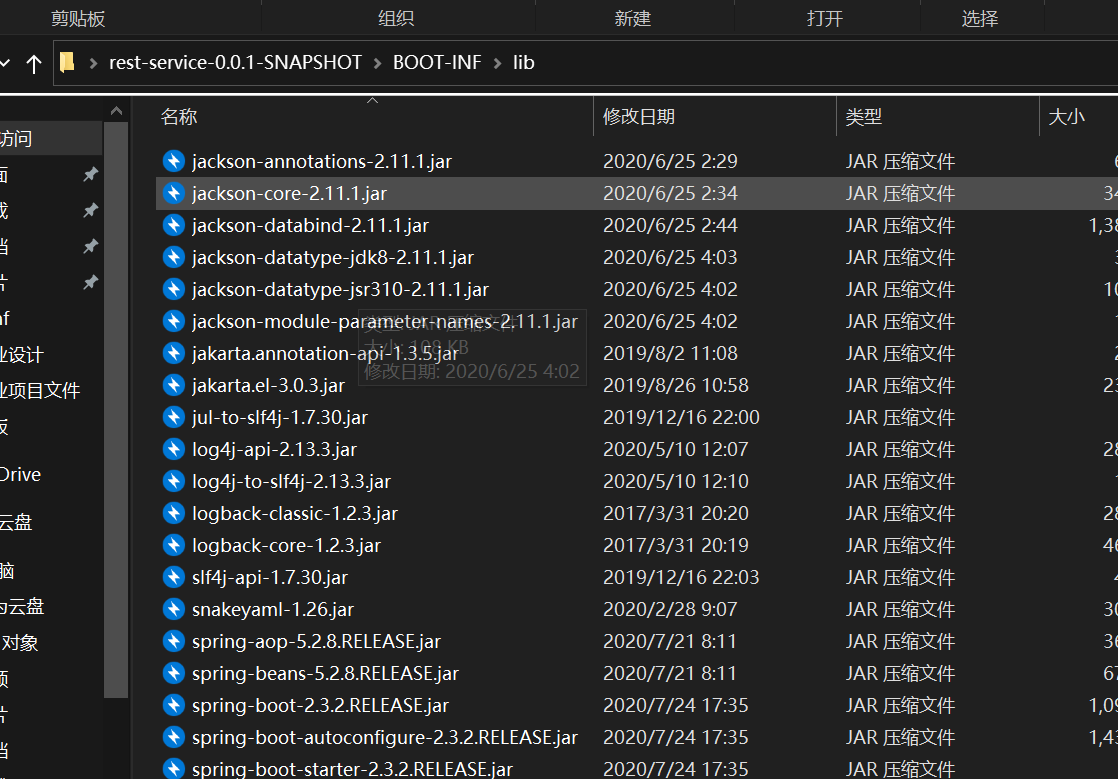 剪贴板 组织 新建 打开 选择
rest-service-0.0.1-SNAPSHOT > BOOT-INF > lib
名称 修改日期 类型 大小
访问
jackson-annotations-2.11.1.jar 2020/6/25 2:29 JAR 压缩文件
jackson-core-2.11.1.jar 2020/6/25 2:34 JAR 压缩文件 34
jackson-databind-2.11.1.jar 2020/6/25 2:44 JAR 压缩文件 1,38
jackson-datatype-jdk8-2.11.1.jar 2020/6/25 4:03 JAR 压缩文件
jackson-datatype-jsr310-2.11.1.jar 2020/6/25 4:02 JAR 压缩文件 10
jackson-module-parameter-names-2.11.1.jar 2020/6/25 4:02 JAR 压缩文件
类型: JAR 压缩文件
大小: 108 KB
修改日期: 2020/6/25 4:02
jakarta.annotation-api-1.3.5.jar 2019/8/2 11:08 JAR 压缩文件
业设计
jakarta.el-3.0.3.jar 2019/8/26 10:58 JAR 压缩文件 23
业项目文件
jul-to-slf4j-1.7.30.jar 2019/12/16 22:00 JAR 压缩文件
log4j-api-2.13.3.jar 2020/5/10 12:07 JAR 压缩文件 28
Drive
log4j-to-slf4j-2.13.3.jar 2020/5/10 12:10 JAR 压缩文件
logback-classic-1.2.3.jar 2017/3/31 20:20 JAR 压缩文件 28
云盘
logback-core-1.2.3.jar 2017/3/31 20:19 JAR 压缩文件 46
脑
slf4j-api-1.7.30.jar 2019/12/16 22:03 JAR 压缩文件
snakeyaml-1.26.jar 2020/2/28 9:07 JAR 压缩文件 30
为云盘
spring-aop-5.2.8.RELEASE.jar 2020/7/21 8:11 JAR 压缩文件 36
对象
spring-beans-5.2.8.RELEASE.jar 2020/7/21 8:11 JAR 压缩文件 67
spring-boot-2.3.2.RELEASE.jar 2020/7/24 17:35 JAR 压缩文件 1,09
spring-boot-autoconfigure-2.3.2.RELEASE.jar 2020/7/24 17:35 JAR 压缩文件 1,43
spring-boot-starter-2.3.2.RELEASE.jar 2020/7/24 17:35 JAR 压缩文件